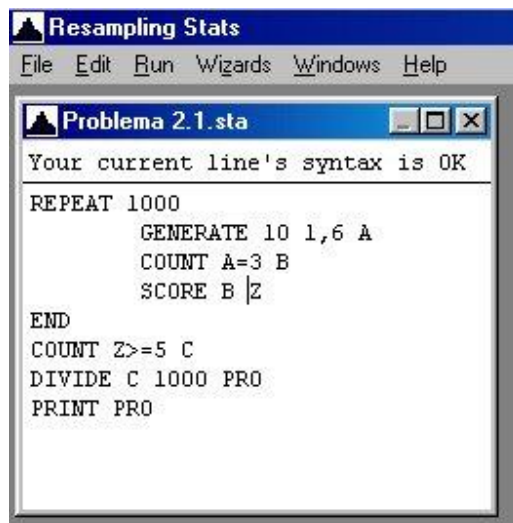 Resampling Stats
File Edit Run Wizards Windows Help
Problema 2.1.sta
Your current line's syntax is OK
REPEAT 1000
GENERATE 10 1,6 A
COUNT A=3 B
SCORE B Z
END
COUNT Z>=5 C
DIVIDE C 1000 PRO
PRINT PRO